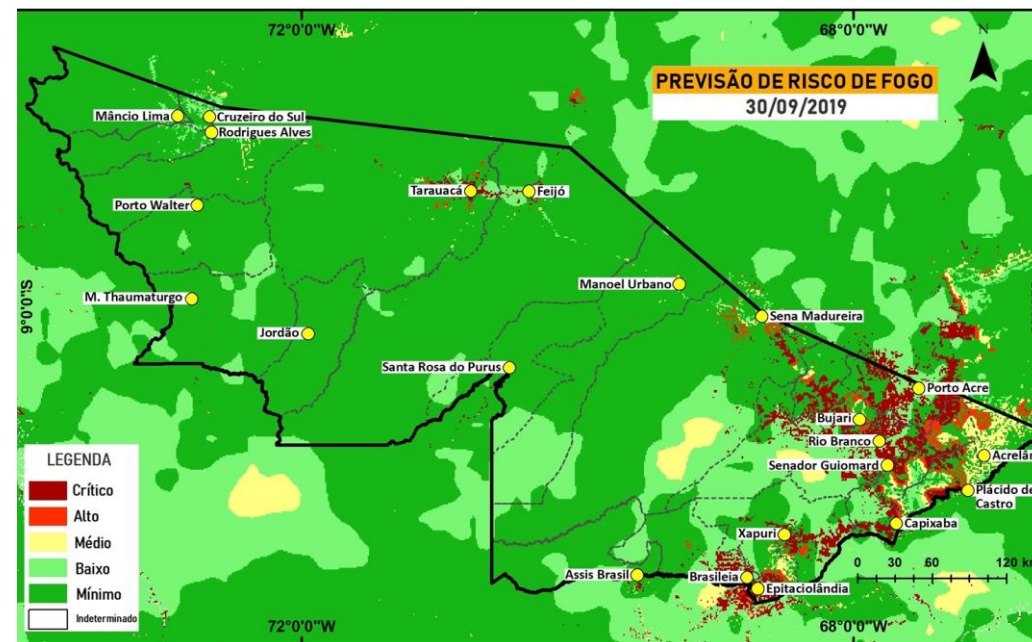 72°0'0"W
68°0'0"W
N
PREVISÃO DE RISCO DE FOGO
30/09/2019
Mâncio Lima
Cruzeiro do Sul
Rodrigues Alves
Tarauacá
Feijó
Porto Walter
9°0'0"S
M. Thaumaturgo
Manoel Urbano
Sena Madureira
Jordão
Santa Rosa do Purus
Porto Acre
Bujari
Rio Branco
Acrelân
Senador Guiomard
Plácido de
Castro
Capixaba
Xapuri
Assis Brasil
Brasileia
Epitaciolândia
0 30 60 120 km
LEGENDA
Crítico
Alto
Médio
Baixo
Mínimo
Indeterminado
72°0'0"W
68°0'0"W